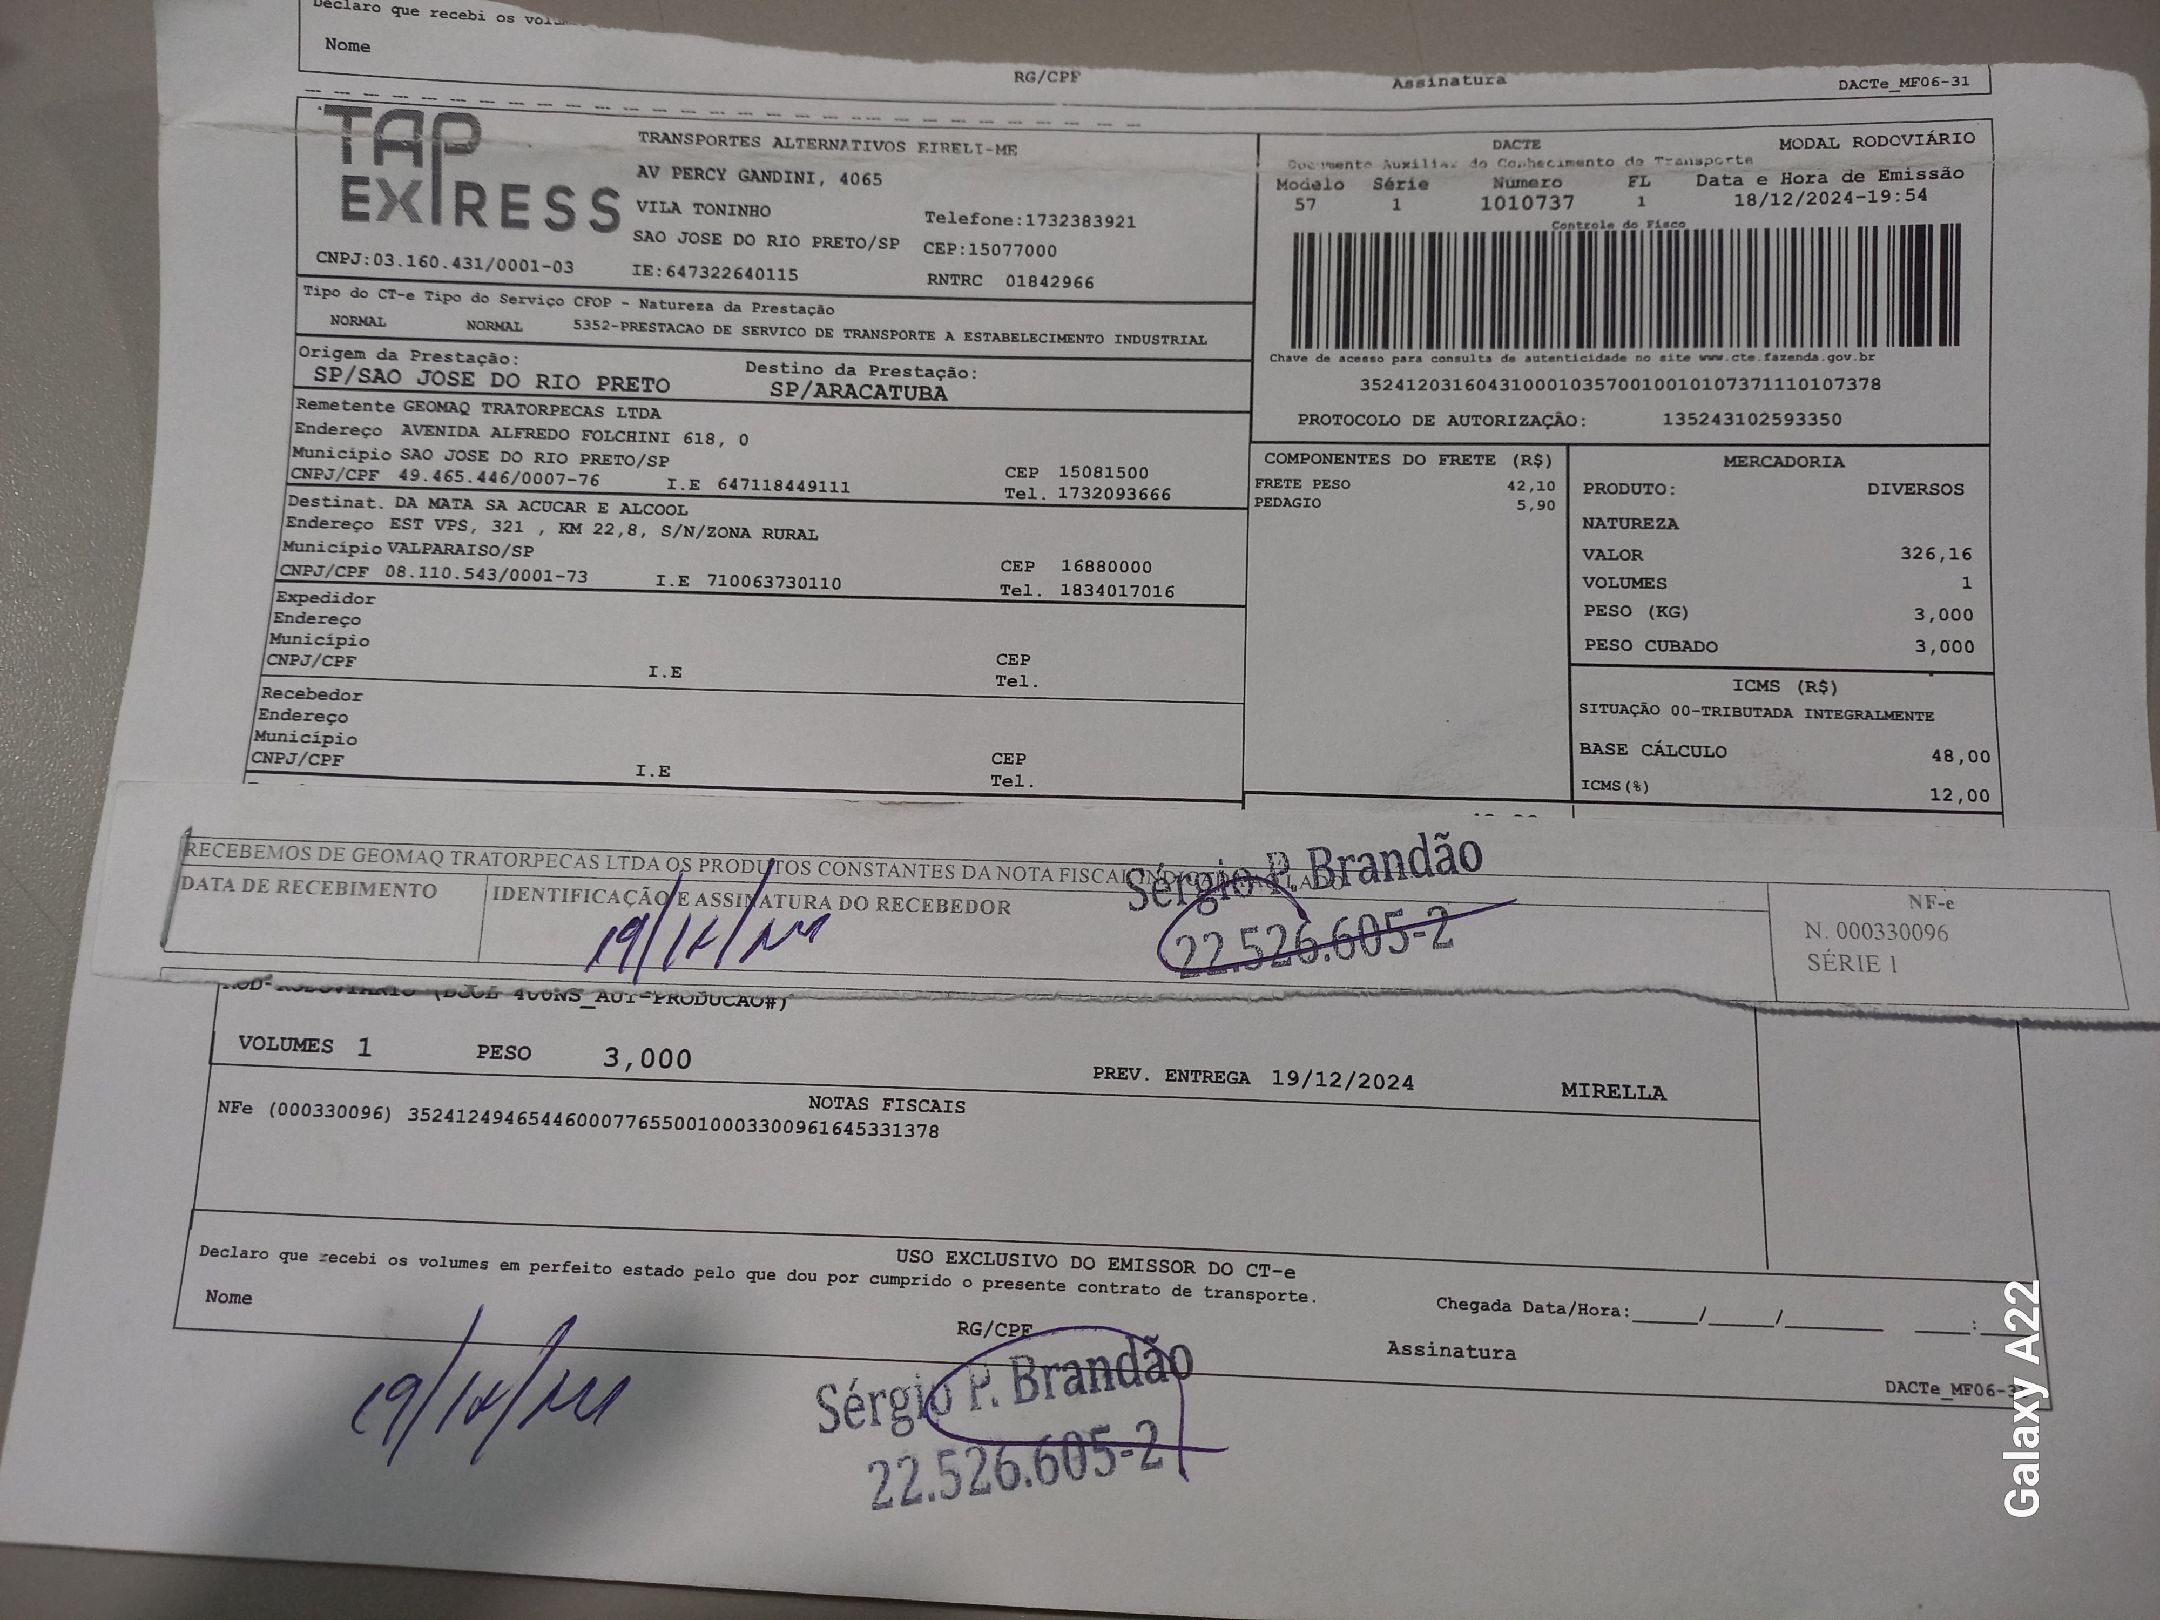 Declaro que recebi os
Nome
RG/CPF
Assinatura
DACTe_MF06-31
TAP EXPRESS
TRANSPORTES ALTERNATIVOS EIRELI-ME
AV PERCY GANDINI, 4065
VILA TONINHO
Telefone:1732383921
SAO JOSE DO RIO PRETO/SP CEP:15077000
CNPJ:03.160.431/0001-03 IE:647322640115 RNTRC 01842966
DACTE MODAL RODOVIÁRIO
Documento Auxiliar do Conhecimento de Transporte
Modelo Série Número FL Data e Hora de Emissão
57 1 1010737 1 18/12/2024-19:54
Controle do Fisco
Chave de acesso para consulta de autenticidade no site www.cte.fazenda.gov.br
35241203160431000103570010010107371110107378
PROTOCOLO DE AUTORIZAÇÂO: 135243102593350
Tipo do CT-e Tipo do Serviço CFOP - Natureza da Prestação
NORMAL NORMAL 5352-PRESTACAO DE SERVICO DE TRANSPORTE A ESTABELECIMENTO INDUSTRIAL
Origem da Prestação: Destino da Prestação:
SP/SAO JOSE DO RIO PRETO SP/ARACATUBA
Remetente GEOMAQ TRATORPECAS LTDA
Endereço AVENIDA ALFREDO FOLCHINI 618, 0
Município SAO JOSE DO RIO PRETO/SP CEP 15081500
CNPJ/CPF 49.465.446/0007-76 I.E 647118449111 Tel. 1732093666
Destinat. DA MATA SA ACUCAR E ALCOOL
Endereço EST VPS, 321 , KM 22,8, S/N/ZONA RURAL
Município VALPARAISO/SP CEP 16880000
CNPJ/CPF 08.110.543/0001-73 I.E 710063730110 Tel. 1834017016
Expedidor
Endereço
Município CEP
CNPJ/CPF I.E Tel.
Recebedor
Endereço
Município CEP
CNPJ/CPF I.E Tel.
COMPONENTES DO FRETE (R$)
FRETE PESO 42,10
PEDAGIO 5,90
MERCADORIA
PRODUTO: DIVERSOS
NATUREZA
VALOR 326,16
VOLUMES 1
PESO (KG) 3,000
PESO CUBADO 3,000
ICMS (R$)
SITUAÇÃO 00-TRIBUTADA INTEGRALMENTE
BASE CÁLCULO 48,00
ICMS(%) 12,00
RECEBEMOS DE GEOMAQ TRATORPECAS LTDA OS PRODUTOS CONSTANTES DA NOTA FISCAL
DATA DE RECEBIMENTO IDENTIFICAÇÃO E ASSINATURA DO RECEBEDOR
19/12/
Sérgio P. Brandão
22.526.605-2
NF-e
N. 000330096
SÉRIE 1
VOLUMES 1 PESO 3,000 PREV. ENTREGA 19/12/2024 MIRELLA
NOTAS FISCAIS
NFe (000330096) 35241249465446000776550010003300961645331378
USO EXCLUSIVO DO EMISSOR DO CT-e
Declaro que recebi os volumes em perfeito estado pelo que dou por cumprido o presente contrato de transporte.
Nome RG/CPF Assinatura
Chegada Data/Hora:_____/_____/_______ ____:___
DACTe_MF06-3
19/12/
Sérgio P. Brandão
22.526.605-2
Galaxy A22